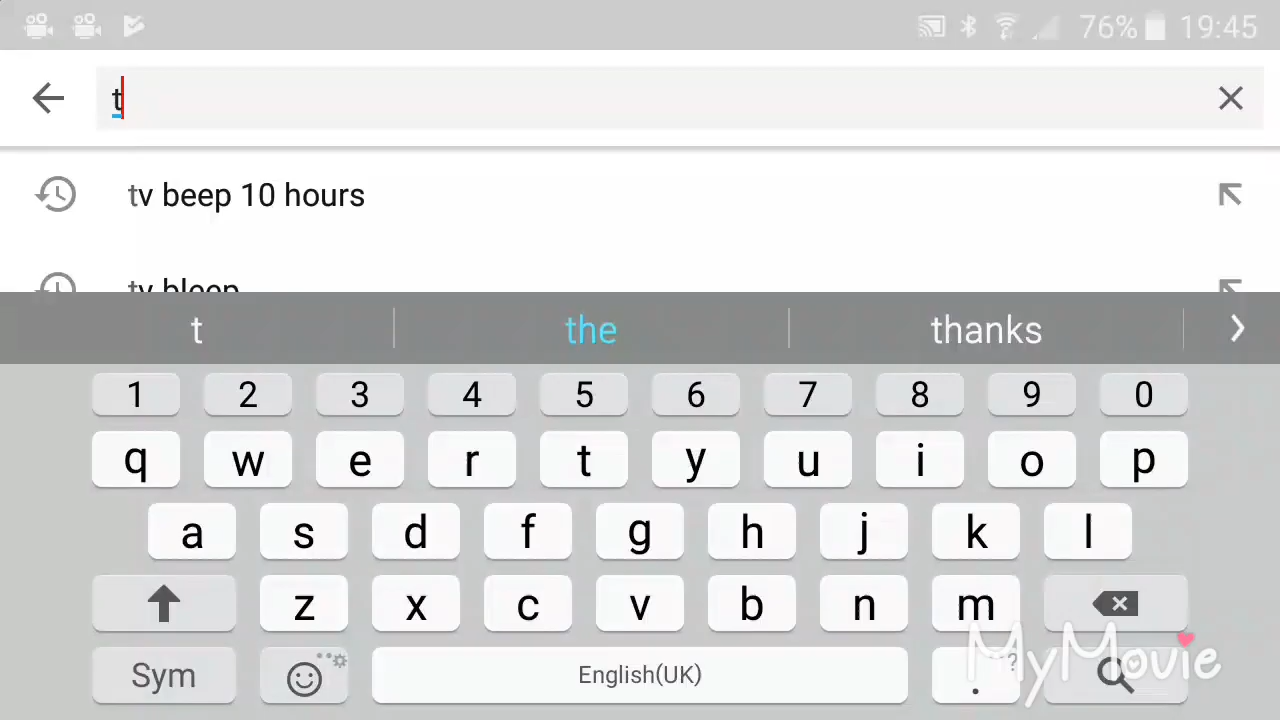 76% 19:45
t
tv beep 10 hours
tv bleep
t the thanks
1 2 3 4 5 6 7 8 9 0
q w e r t y u i o p
a s d f g h j k l
z x c v b n m
Sym English(UK) . ?
MyMovie